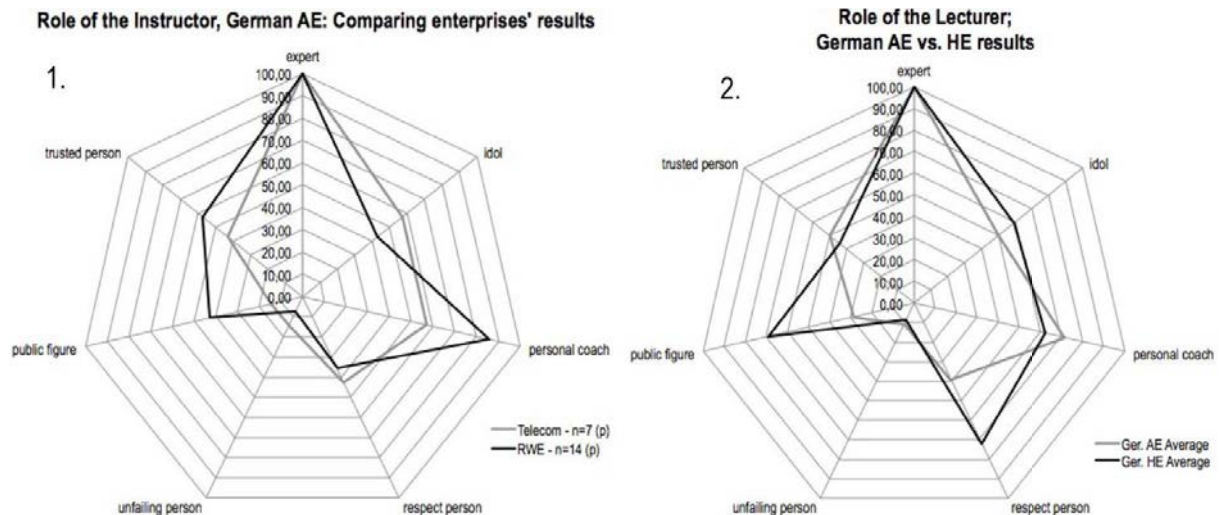 Role of the Instructor, German AE: Comparing enterprises' results
1.
expert
100,00
90,00
80,00
70,00
60,00
50,00
40,00
30,00
20,00
10,00
0,00
idol
personal coach
respect person
unfailing person
public figure
trusted person
Telecom - n=7 (p)
RWE - n=14 (p)
Role of the Lecturer;
German AE vs. HE results
2.
expert
100,00
90,00
80,00
70,00
60,00
50,00
40,00
30,00
20,00
10,00
0,00
idol
personal coach
respect person
unfailing person
public figure
trusted person
Ger. AE Average
Ger. HE Average